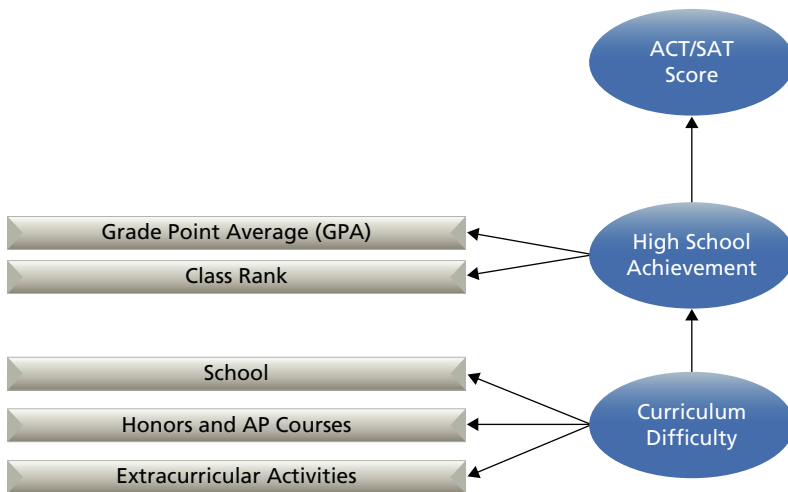 ACT/SAT
Score
Grade Point Average (GPA)
Class Rank
High School
Achievement
School
Honors and AP Courses
Extracurricular Activities
Curriculum
Difficulty